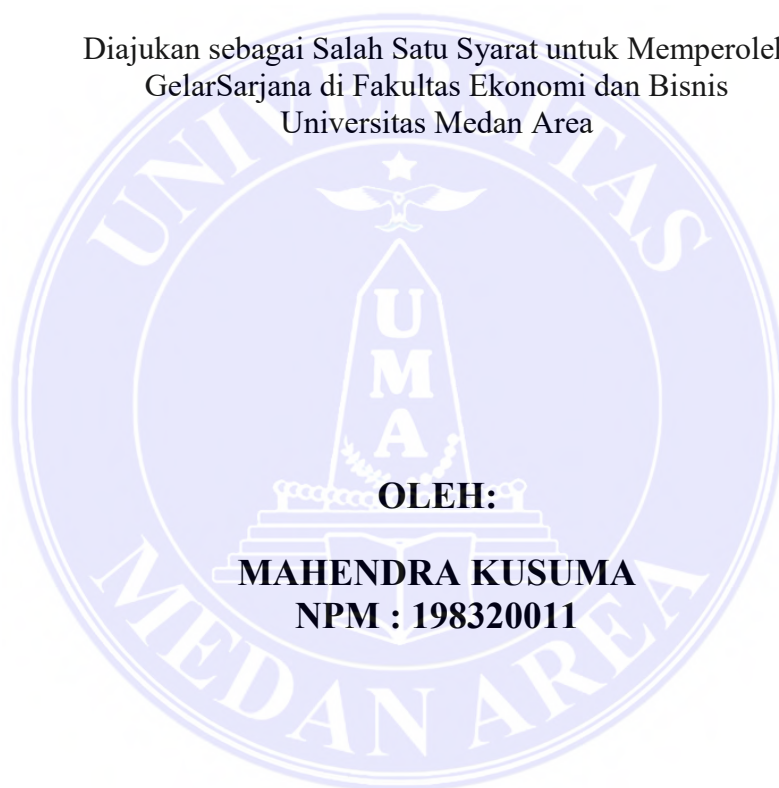 Diajukan sebagai Salah Satu Syarat untuk Memperoleh
GelarSarjana di Fakultas Ekonomi dan Bisnis
Universitas Medan Area
UNIVERSITAS
UMA
OLEH:
MAHENDRA KUSUMA
NPM : 198320011
MEDAN AREA